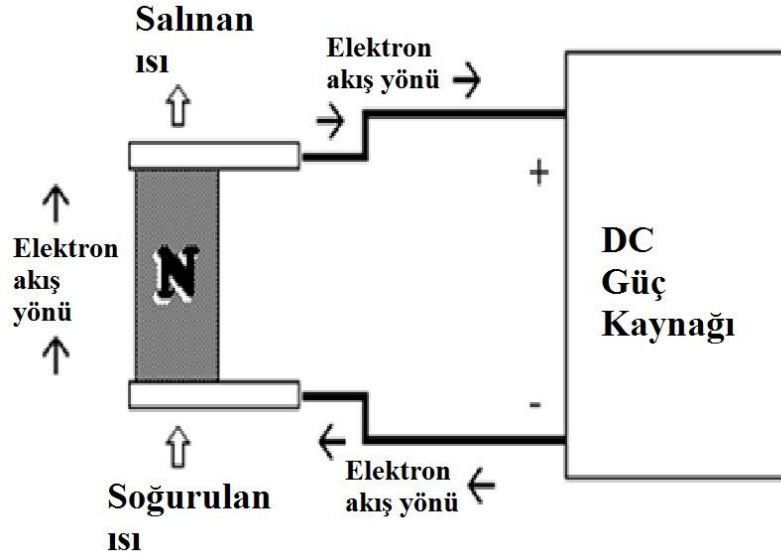 Salınan
ısı
Elektron
akış yönü
+
Elektron
akış
yönü
N
DC
Güç
Kaynağı
-
Elektron
akış yönü
Soğurulan
ısı